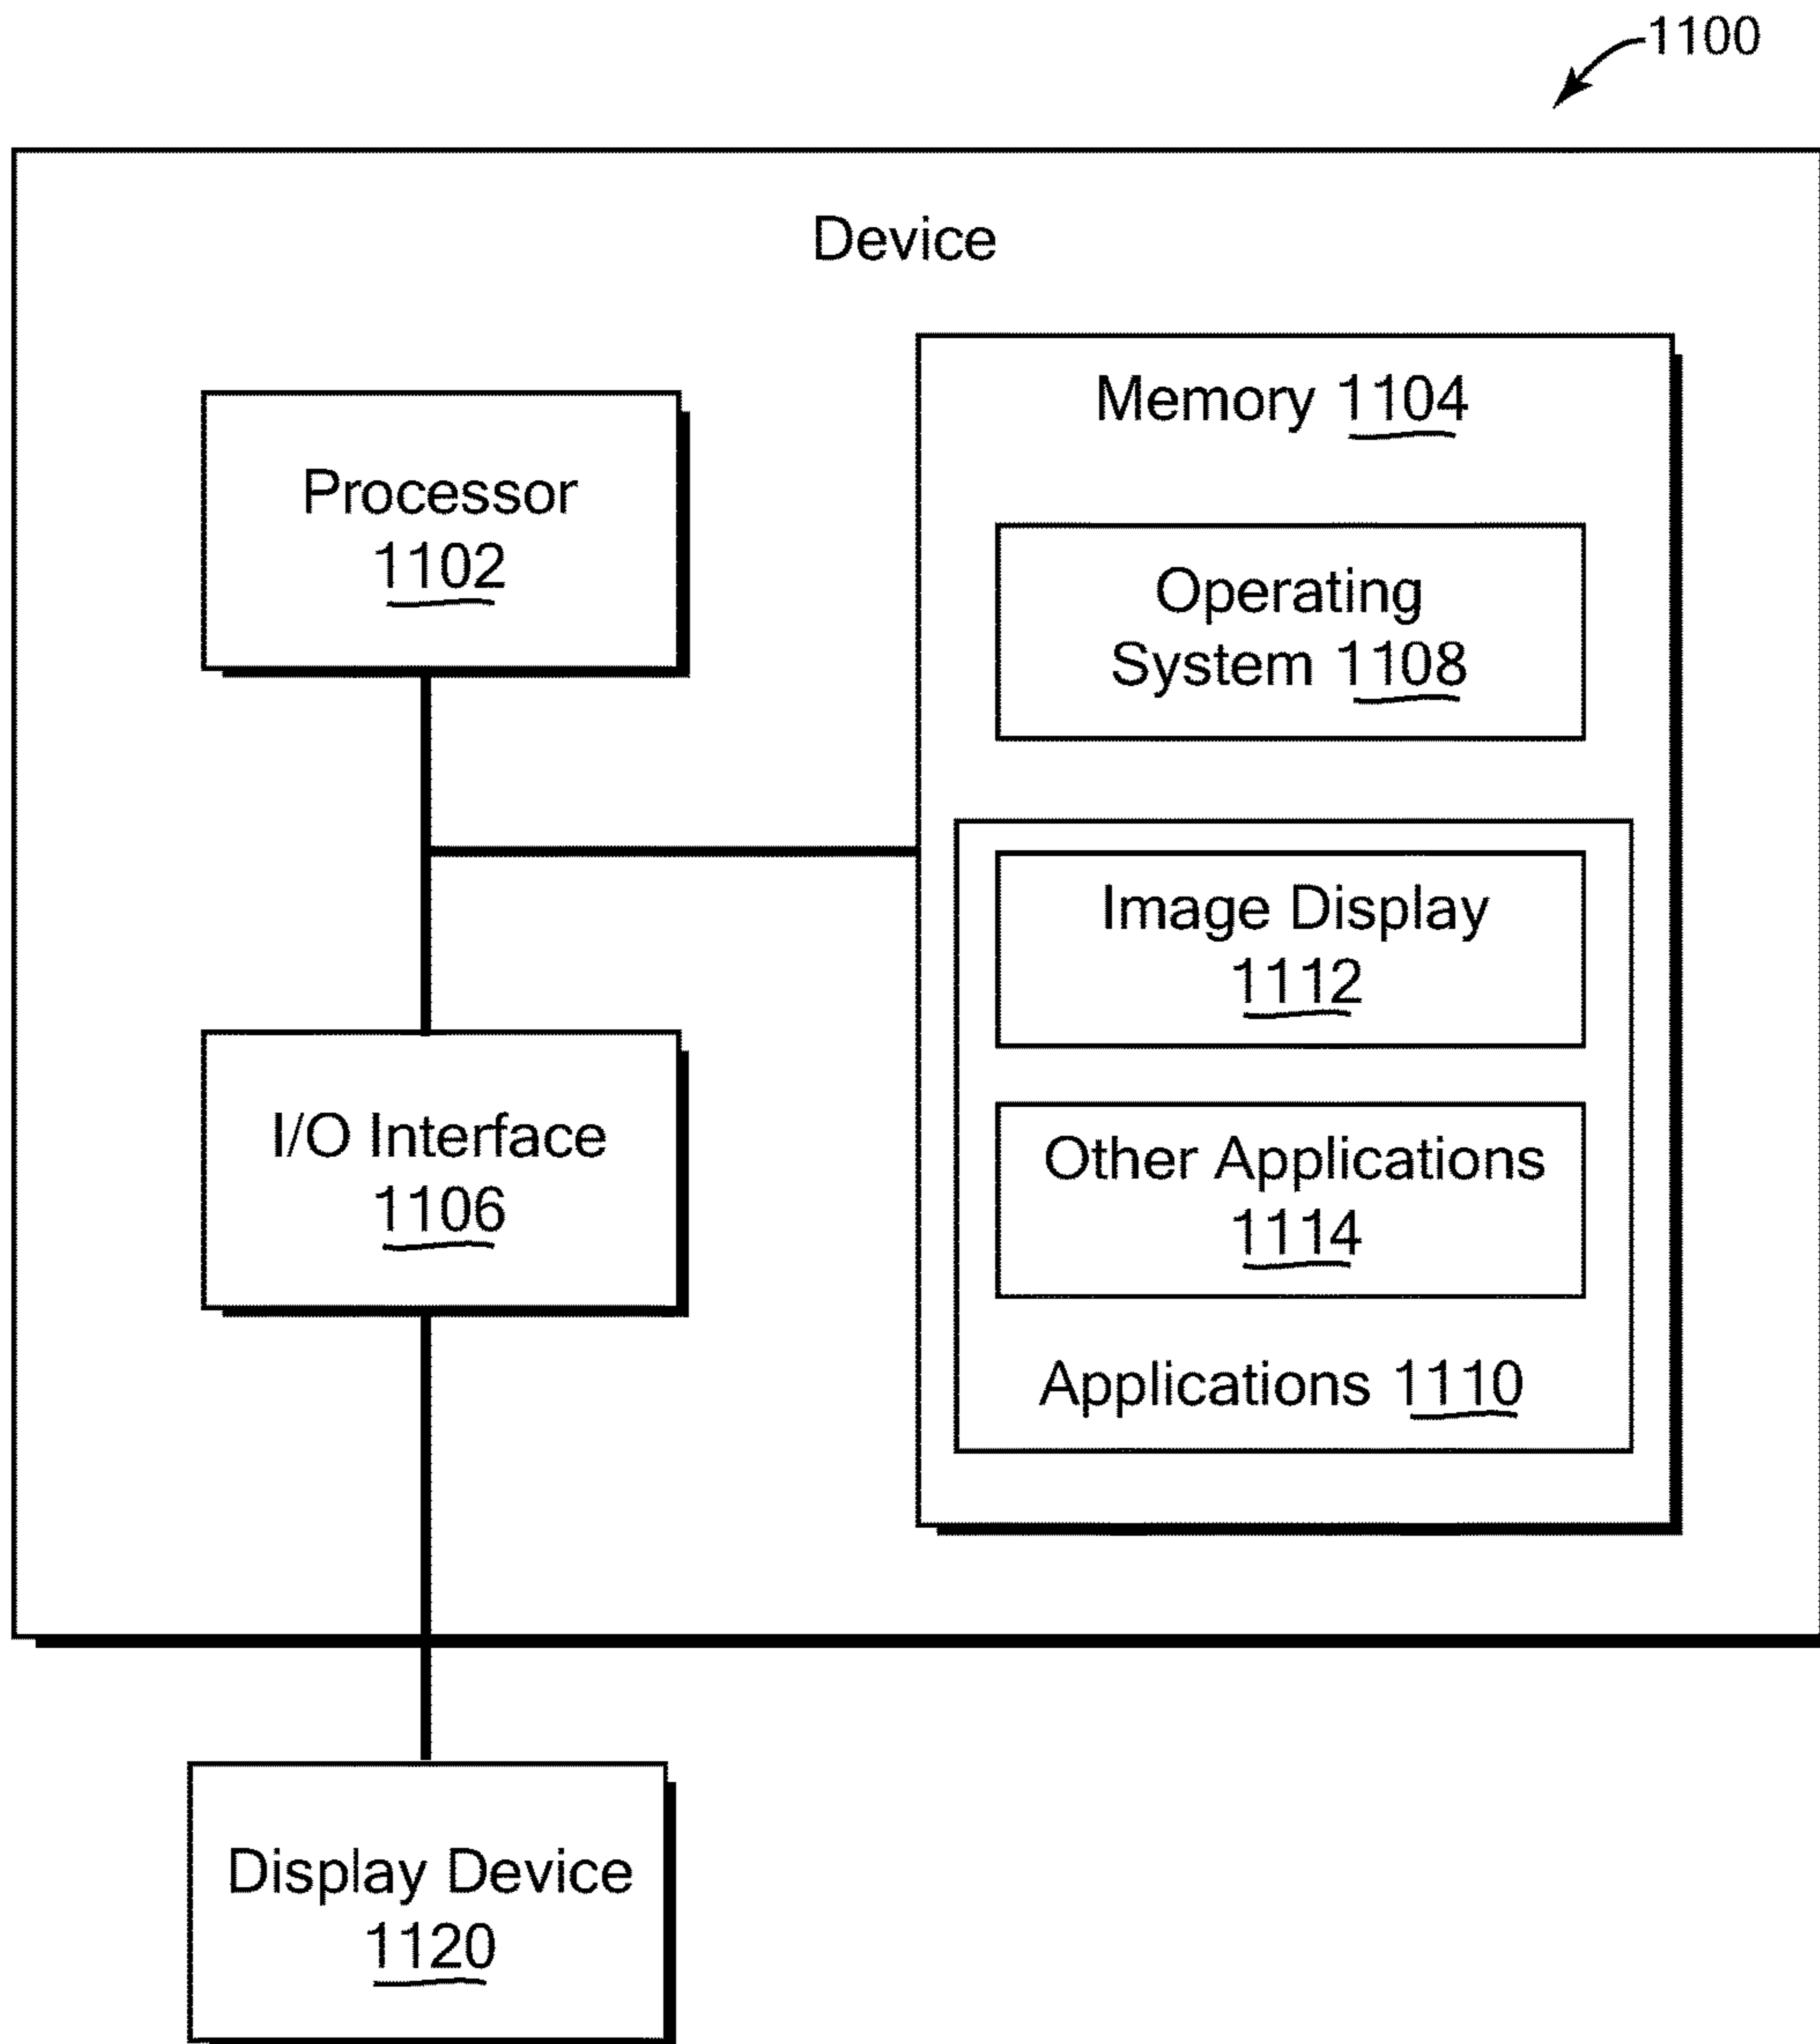 1100
Device
Processor
1102
Memory 1104
Operating
System 1108
Image Display
1112
I/O Interface
1106
Other Applications
1114
Applications 1110
Display Device
1120